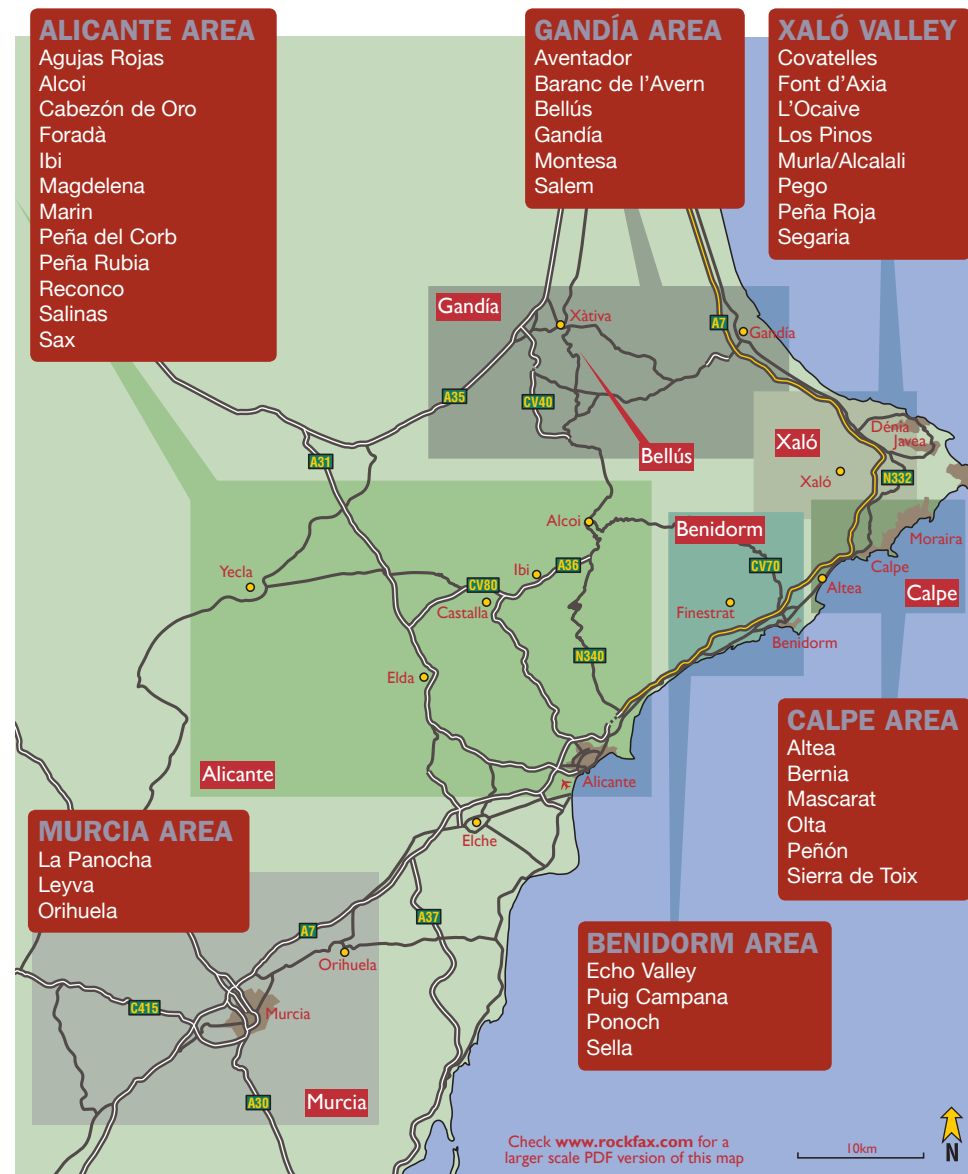 ALICANTE AREA
Agujas Rojas
Alcoi
Cabezón de Oro
Foradà
Ibi
Magdelena
Marin
Peña del Corb
Peña Rubia
Reconco
Salinas
Sax
GANDÍA AREA
Aventador
Baranc de l'Avern
Bellús
Gandía
Montesa
Salem
XALÓ VALLEY
Covatelles
Font d'Axia
L'Ocaive
Los Pinos
Murla/Alcalali
Pego
Peña Roja
Segaria
Gandía
Xàtiva
A7
Gandía
A35
CV40
Bellús
Xaló
Dénia
Javea
A31
Xaló
N332
Alcoi
Benidorm
Moraira
Yecla
Ibi
A36
CV70
Calpe
CV80
Castalla
Finestrat
Altea
Calpe
Benidorm
N340
Elda
Alicante
Alicante
CALPE AREA
Altea
Bernia
Mascarat
Olta
Peñón
Sierra de Toix
MURCIA AREA
La Panocha
Leyva
Orihuela
Elche
A37
A7
Orihuela
BENIDORM AREA
Echo Valley
Puig Campana
Ponoch
Sella
C415
Murcia
A30
Murcia
Check www.rockfax.com for a
larger scale PDF version of this map
10km
N